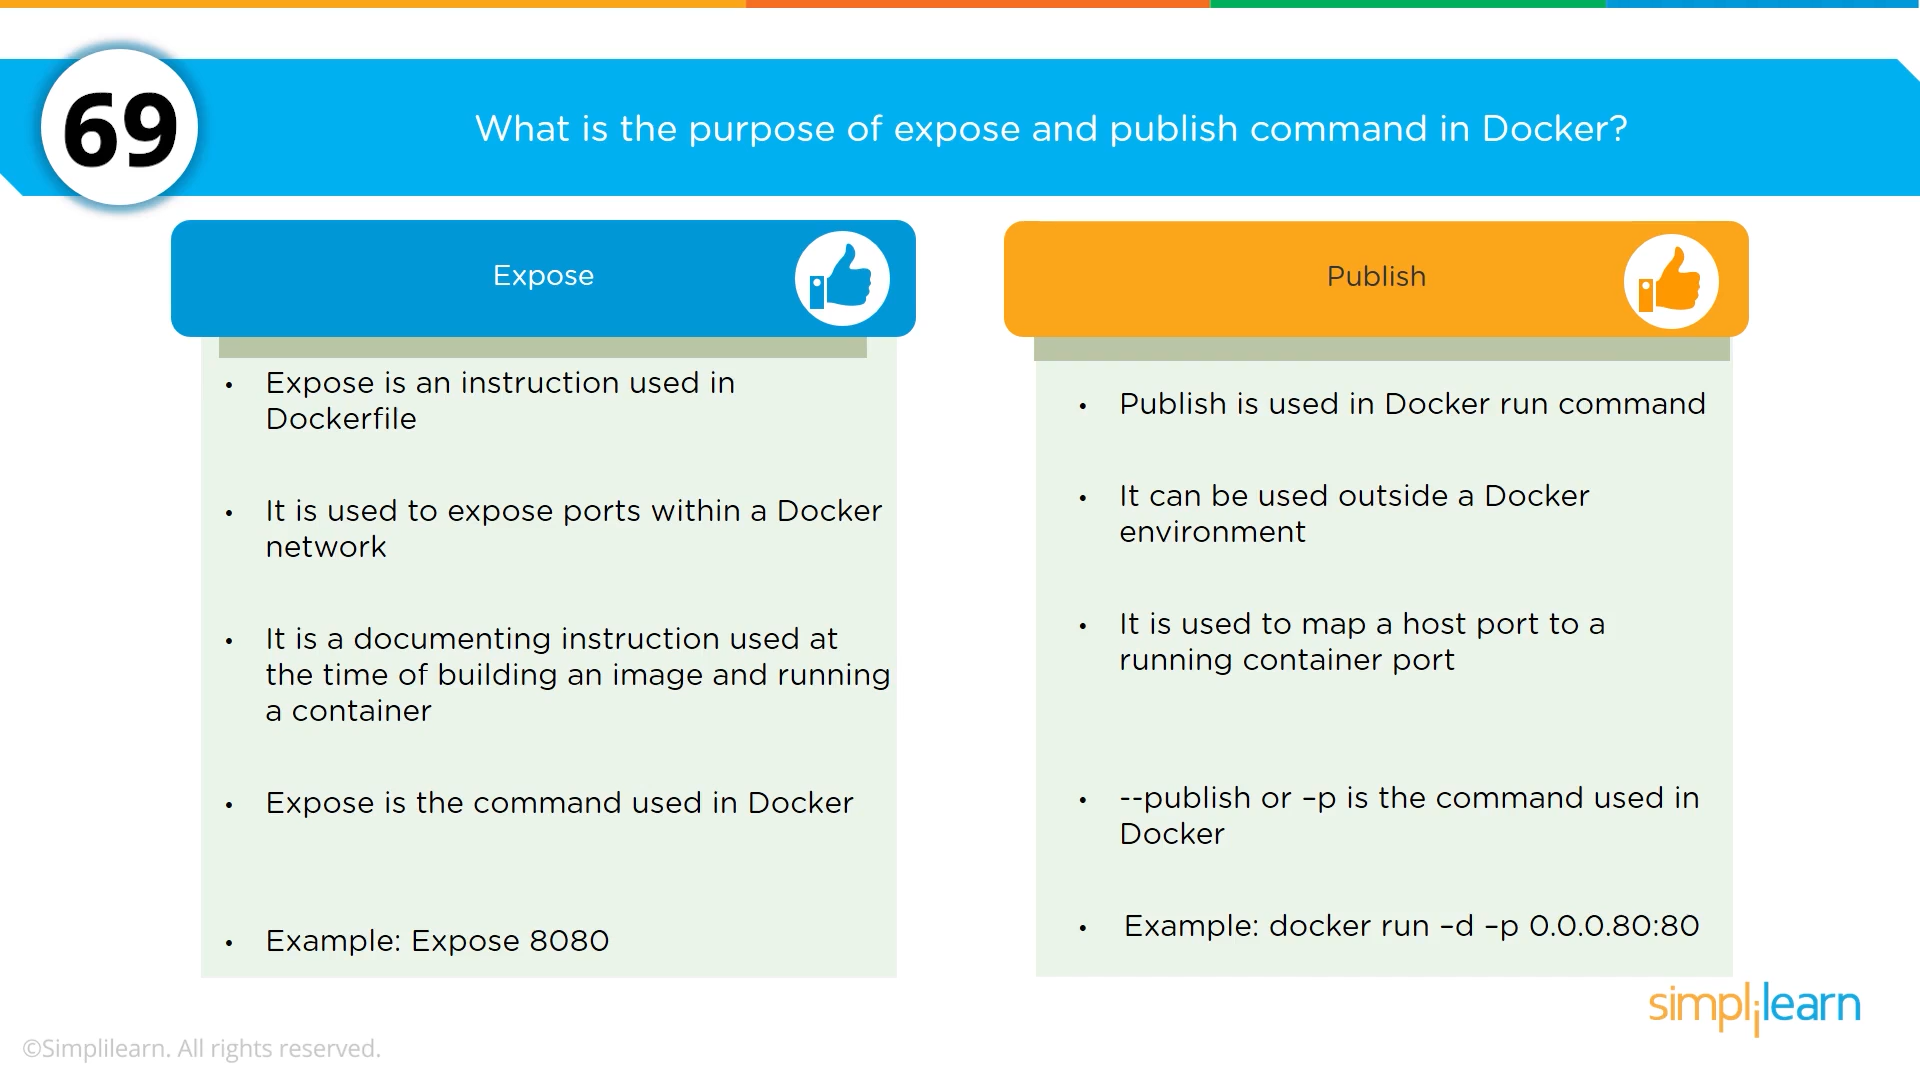 69
What is the purpose of expose and publish command in Docker?
Expose
• Expose is an instruction used in
Dockerfile
• It is used to expose ports within a Docker
network
• It is a documenting instruction used at
the time of building an image and running
a container
• Expose is the command used in Docker
• Example: Expose 8080
Publish
• Publish is used in Docker run command
• It can be used outside a Docker
environment
• It is used to map a host port to a
running container port
• --publish or –p is the command used in
Docker
• Example: docker run –d –p 0.0.0.80:80
simplilearn
©Simplilearn. All rights reserved.